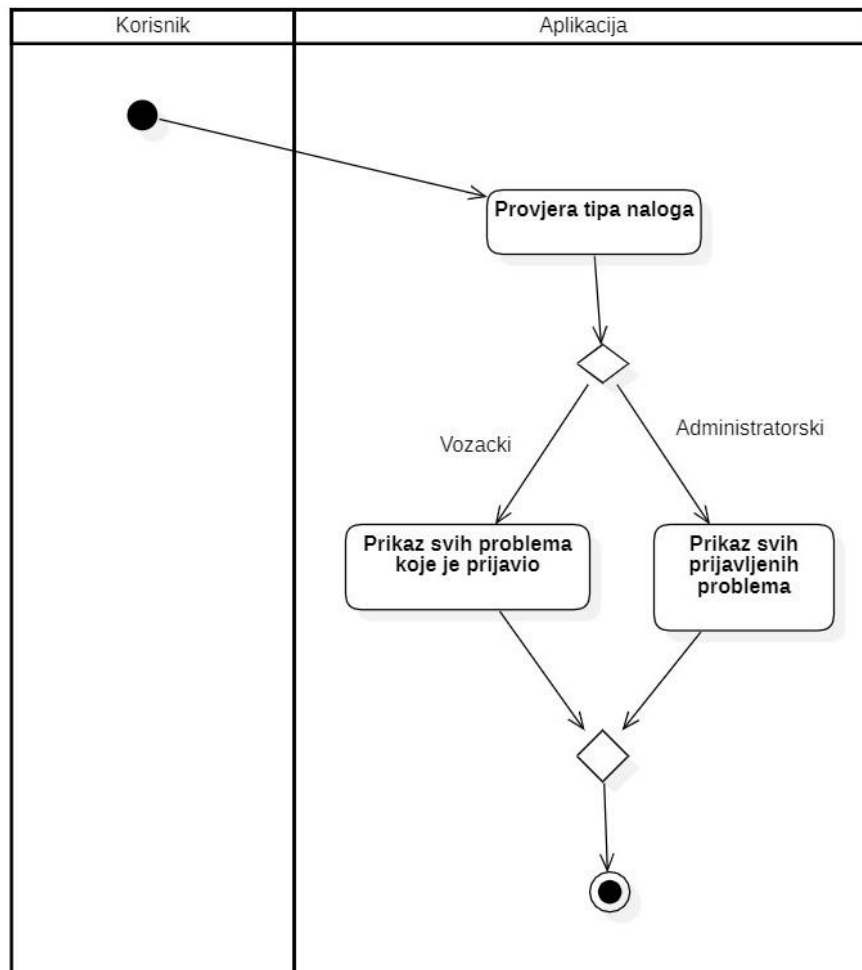 Korisnik
Aplikacija
Provjera tipa naloga
Vozacki
Administratorski
Prikaz svih problema
koje je prijavio
Prikaz svih
prijavljenih
problema